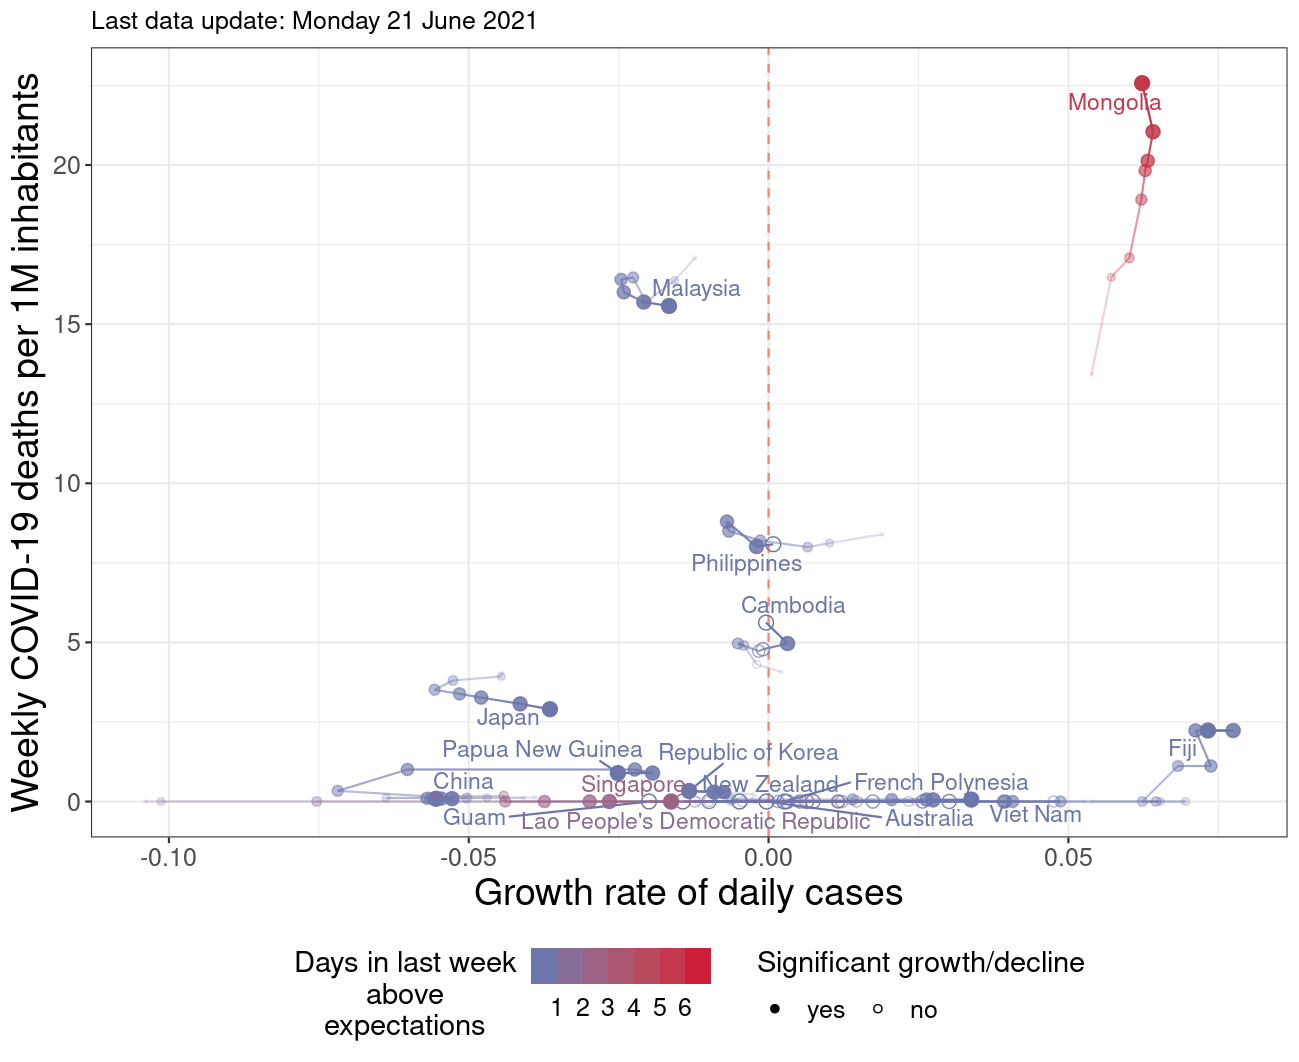 Last data update: Monday 21 June 2021
Weekly COVID-19 deaths per 1M inhabitants
20
15
10
5
0
Mongolia
Malaysia
Philippines
Cambodia
Japan
Fiji
Papua New Guinea
Republic of Korea
China
Singapore
New Zealand
French Polynesia
Guam
Lao People's Democratic Republic
Australia
Viet Nam
-0.10
-0.05
0.00
0.05
Growth rate of daily cases
Days in last week
above
expectations
1 2 3 4 5 6
Significant growth/decline
yes
no